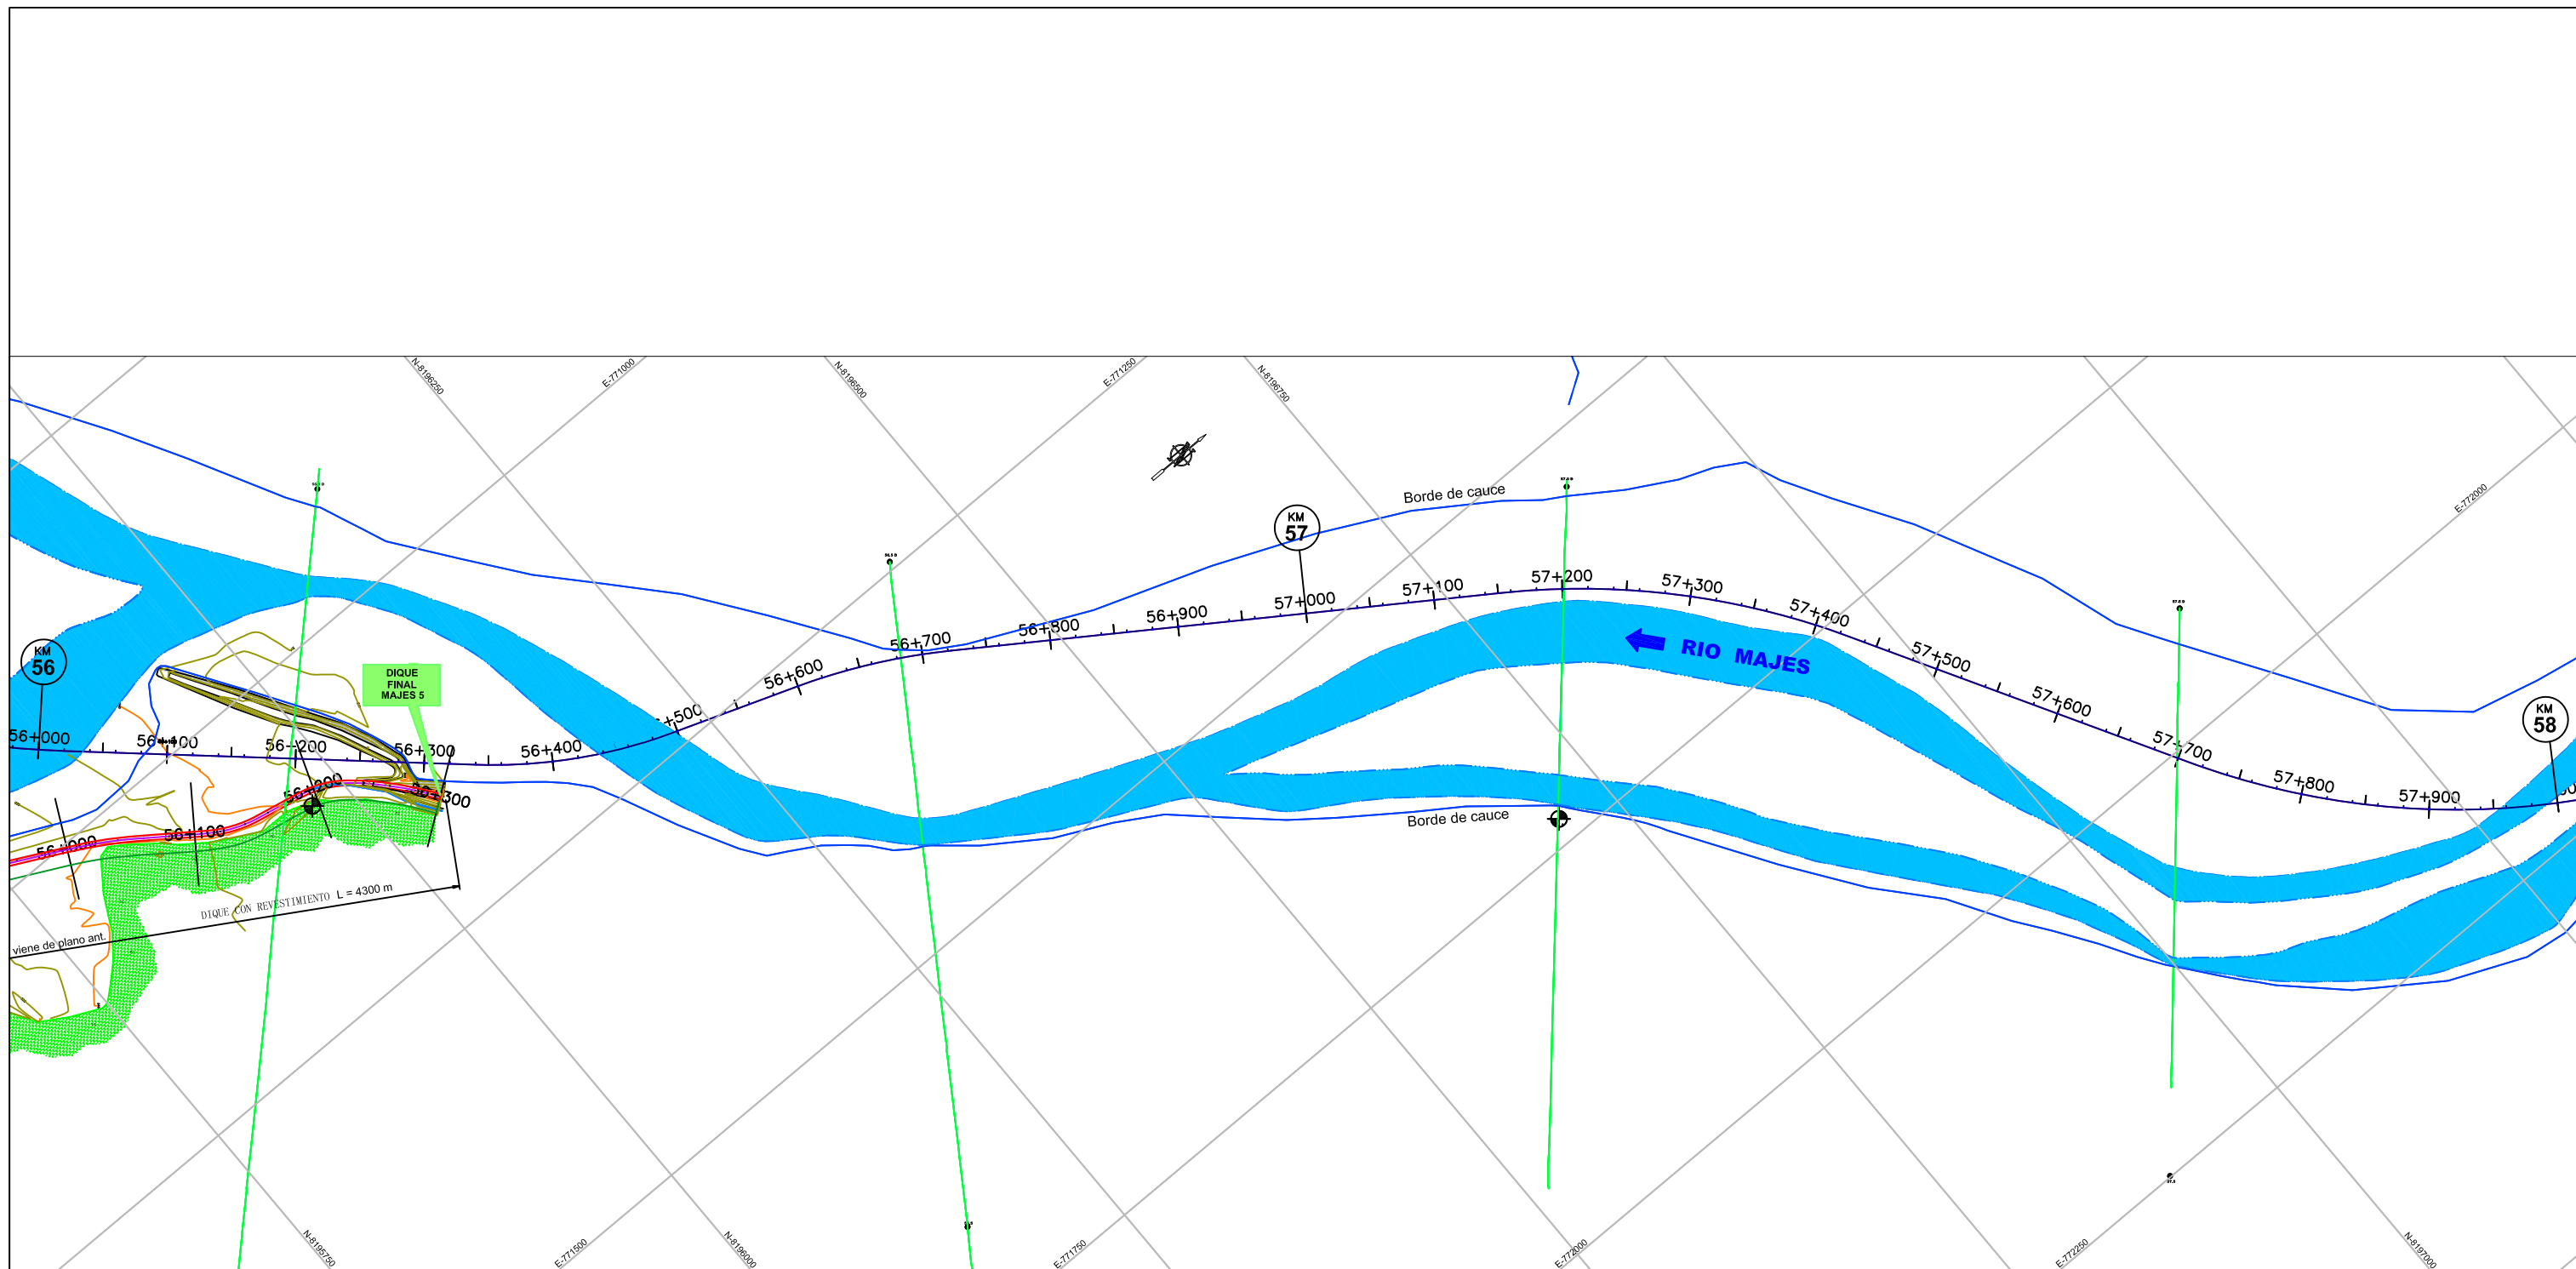 N-8196250
E-771000
N-8196500
E-771250
N-8196750
E-772000
Borde de cauce
KM
57
KM
56
KM
58
DIQUE
FINAL
MAJES 5
RIO MAJES
56+000
56+100
56+200
56+300
56+400
+500
56+600
56+700
56+800
56+900
57+000
57+100
57+200
57+300
57+400
57+500
57+600
57+700
57+800
57+900
56+000
56+100
56+200
56+300
Borde de cauce
DIQUE CON REVESTIMIENTO L = 4300 m
viene de plano ant.
N-8195750
E-771500
N-8196000
E-771750
E-772000
E-772250
N-819700